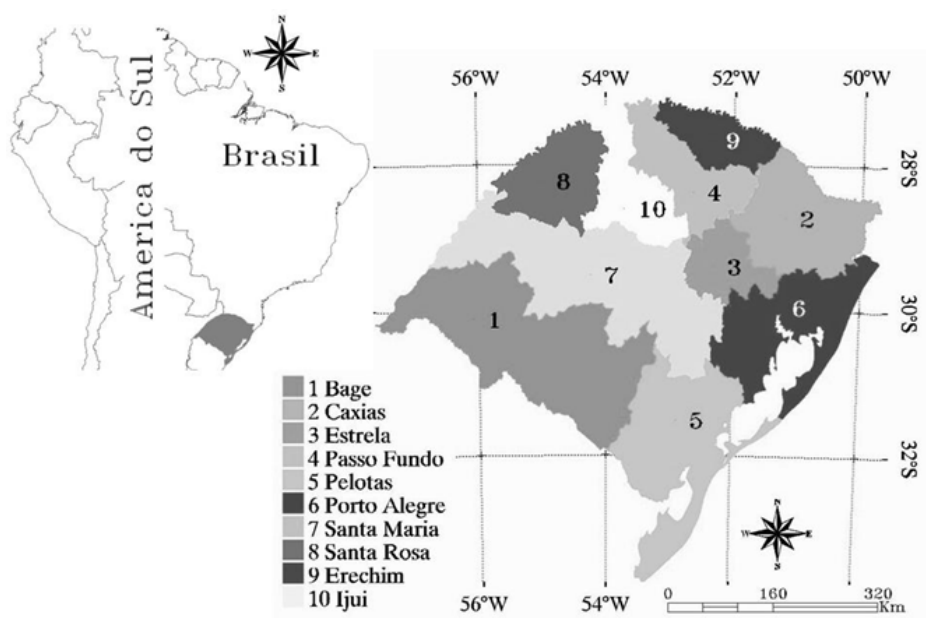 N
W E
S
America do Sul
Brasil
56°W 54°W 52°W 50°W
28°S
30°S
32°S
9
8
4
10
2
7
3
6
1
5
1 Bage
2 Caxias
3 Estrela
4 Passo Fundo
5 Pelotas
6 Porto Alegre
7 Santa Maria
8 Santa Rosa
9 Erechim
10 Ijui
N
W E
S
56°W 54°W
0 160 320
Km